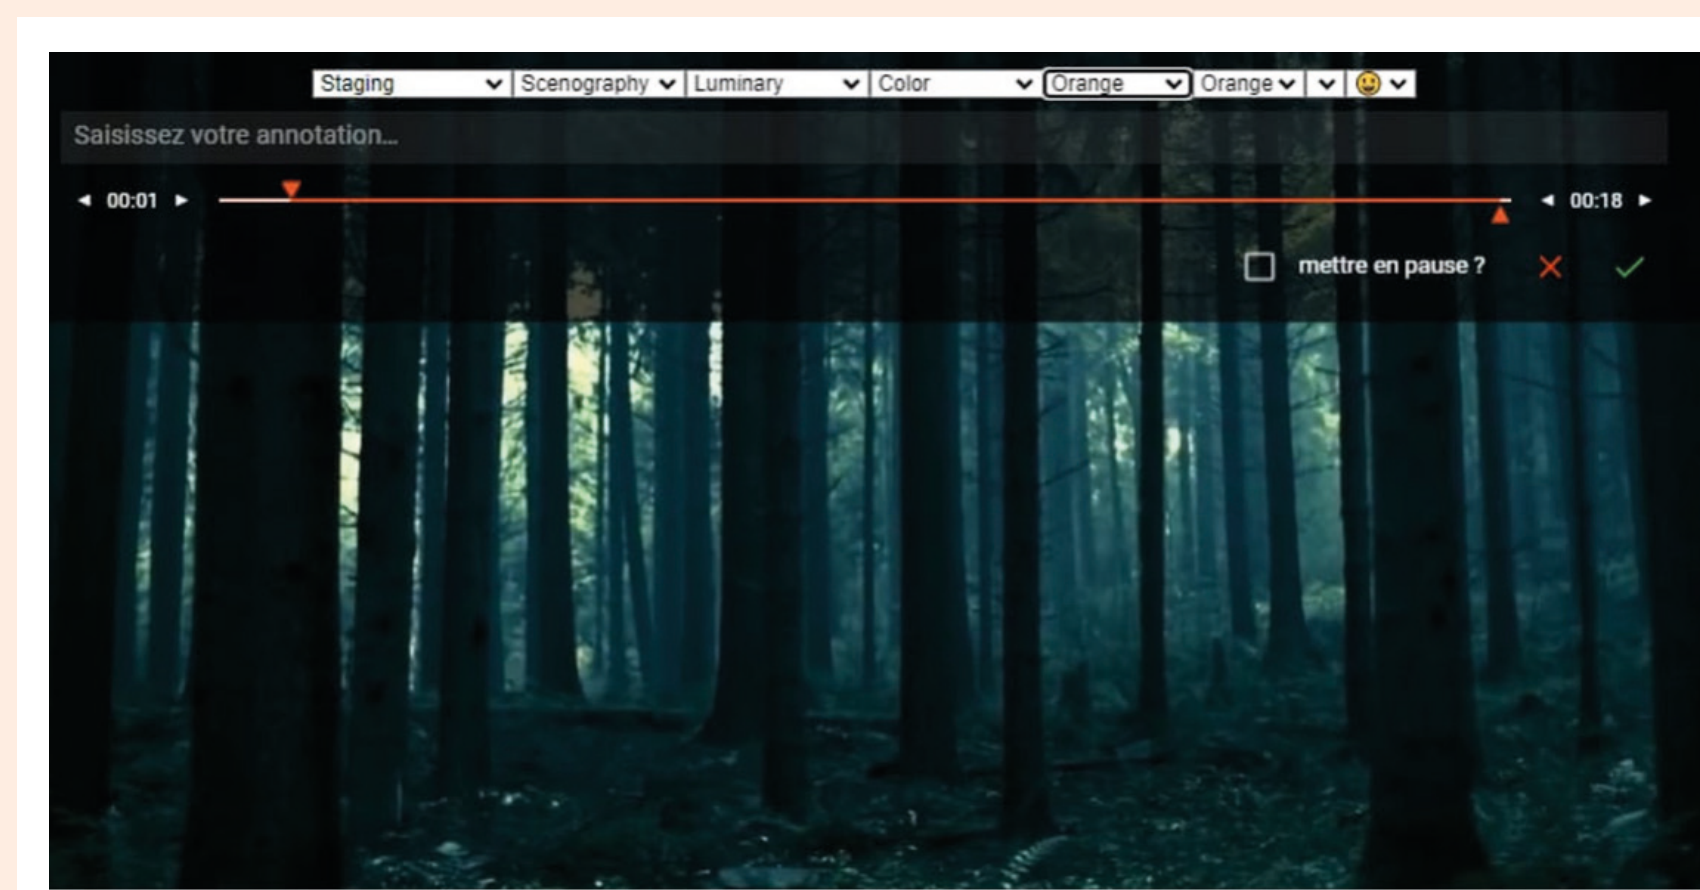 Staging Scenography Luminary Color Orange Orange
Saisissez votre annotation...
00:01 00:18
mettre en pause ?